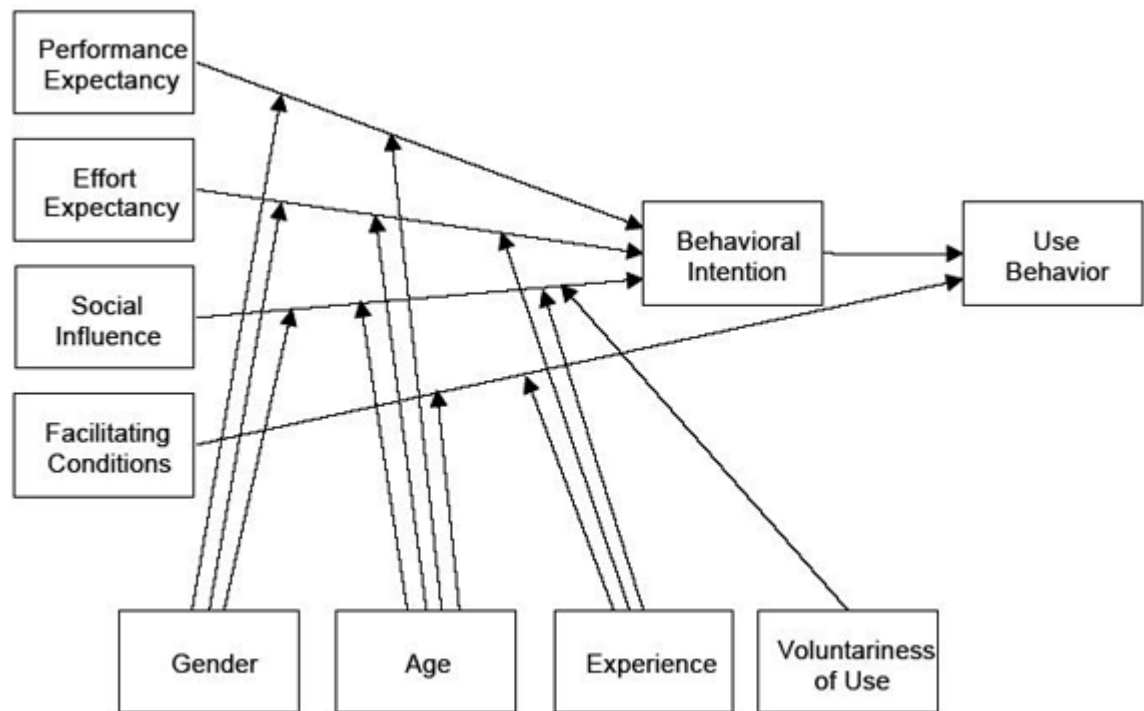 Performance
Expectancy
Effort
Expectancy
Social
Influence
Facilitating
Conditions
Behavioral
Intention
Use
Behavior
Gender
Age
Experience
Voluntariness
of Use